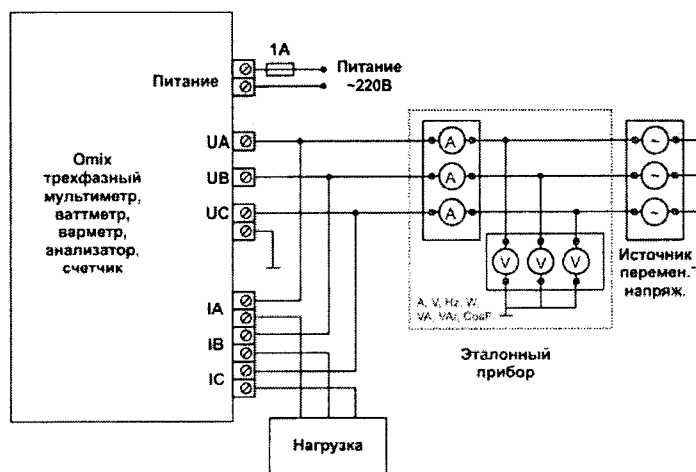 1А
Питание
Питание
~220В
UA
UB
UC
Omix
трехфазный
мультиметр,
ваттметр,
варметр,
анализатор,
счетчик
A
A
A
~
~
~
V
V
V
Источник
перемен.
напряж.
A, V, Hz, W,
VA, VAr, CosF
Эталонный
прибор
IA
IB
IC
Нагрузка